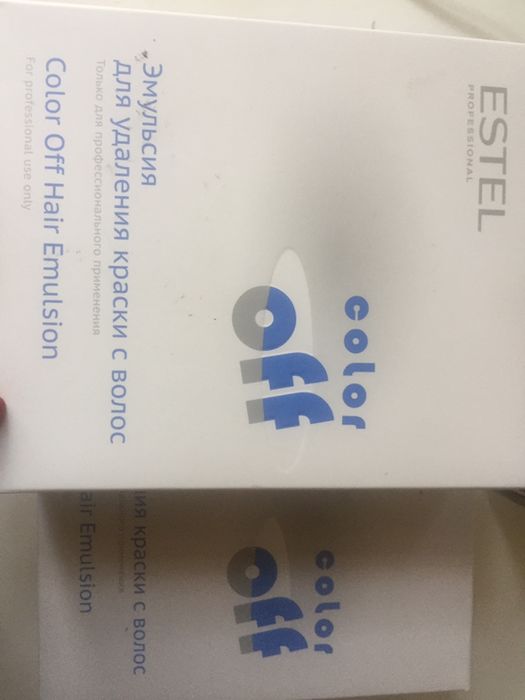 ESTEL
PROFESSIONAL
color
off
Эмульсия
для удаления краски с волос
Только для профессионального применения
Color Off Hair Emulsion
For professional use only
color
off
ия краски с волос
air Emulsion